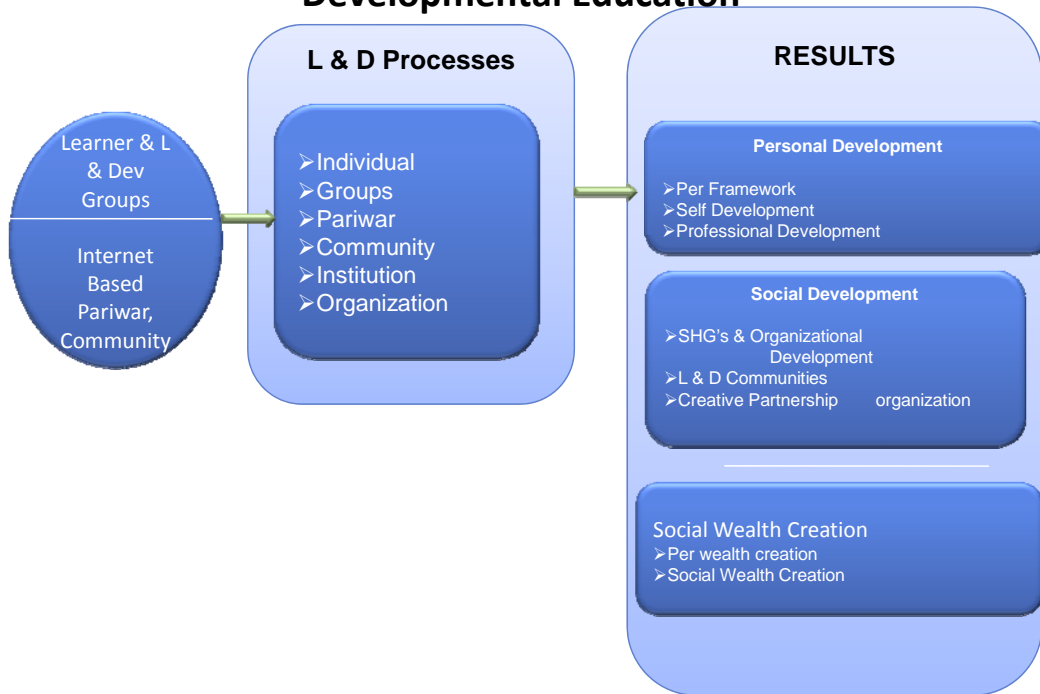 Developmental Education
L & D Processes
RESULTS
Learner & L
& Dev
Groups
Internet
Based
Pariwar,
Community
➢Individual
➢Groups
➢Pariwar
➢Community
➢Institution
➢Organization
Personal Development
➢Per Framework
➢Self Development
➢Professional Development
Social Development
➢SHG's & Organizational
Development
➢L & D Communities
➢Creative Partnership organization
Social Wealth Creation
➢Per wealth creation
➢Social Wealth Creation